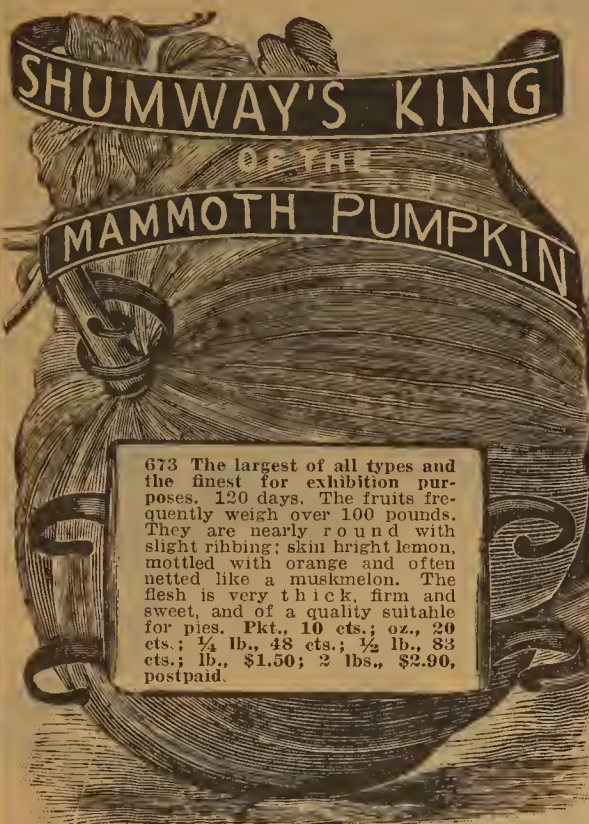 SHUMWAY'S KING
OF THE
MAMMOTH PUMPKIN
673 The largest of all types and
the finest for exhibition pur-
poses. 120 days. The fruits fre-
quently weigh over 100 pounds.
They are nearly round with
slight ribbing; skin bright lemon,
mottled with orange and often
netted like a muskmelon. The
flesh is very thick, firm and
sweet, and of a quality suitable
for pies. Pkt., 10 cts.; oz., 20
cts.; ¼ lb., 48 cts.; ½ lb., 83
cts.; lb., $1.50; 2 lbs., $2.90,
postpaid.